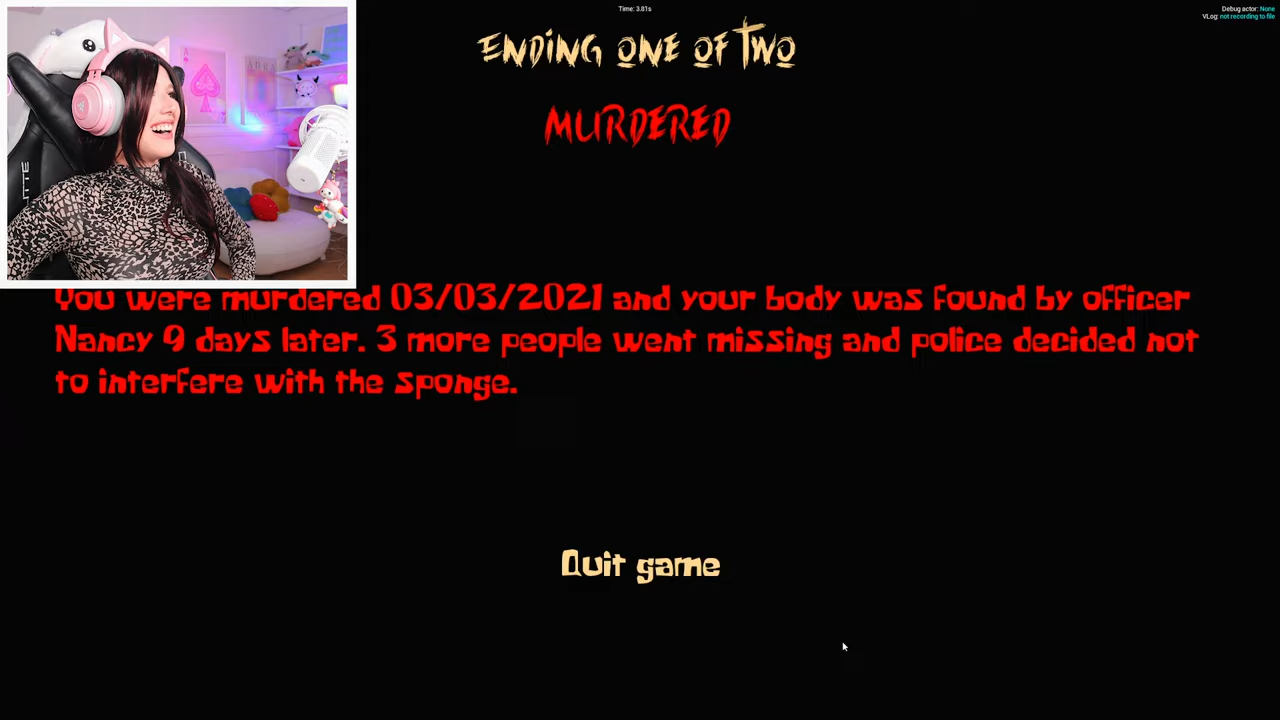 Time: 3.81s
Debug actor: None
VLog: not recording to file
ENDING ONE OF TWO
MURDERED
You were murdered 03/03/2021 and your body was found by officer
Nancy 9 days later. 3 more people went missing and police decided not
to interfere with the sponge.
Quit game